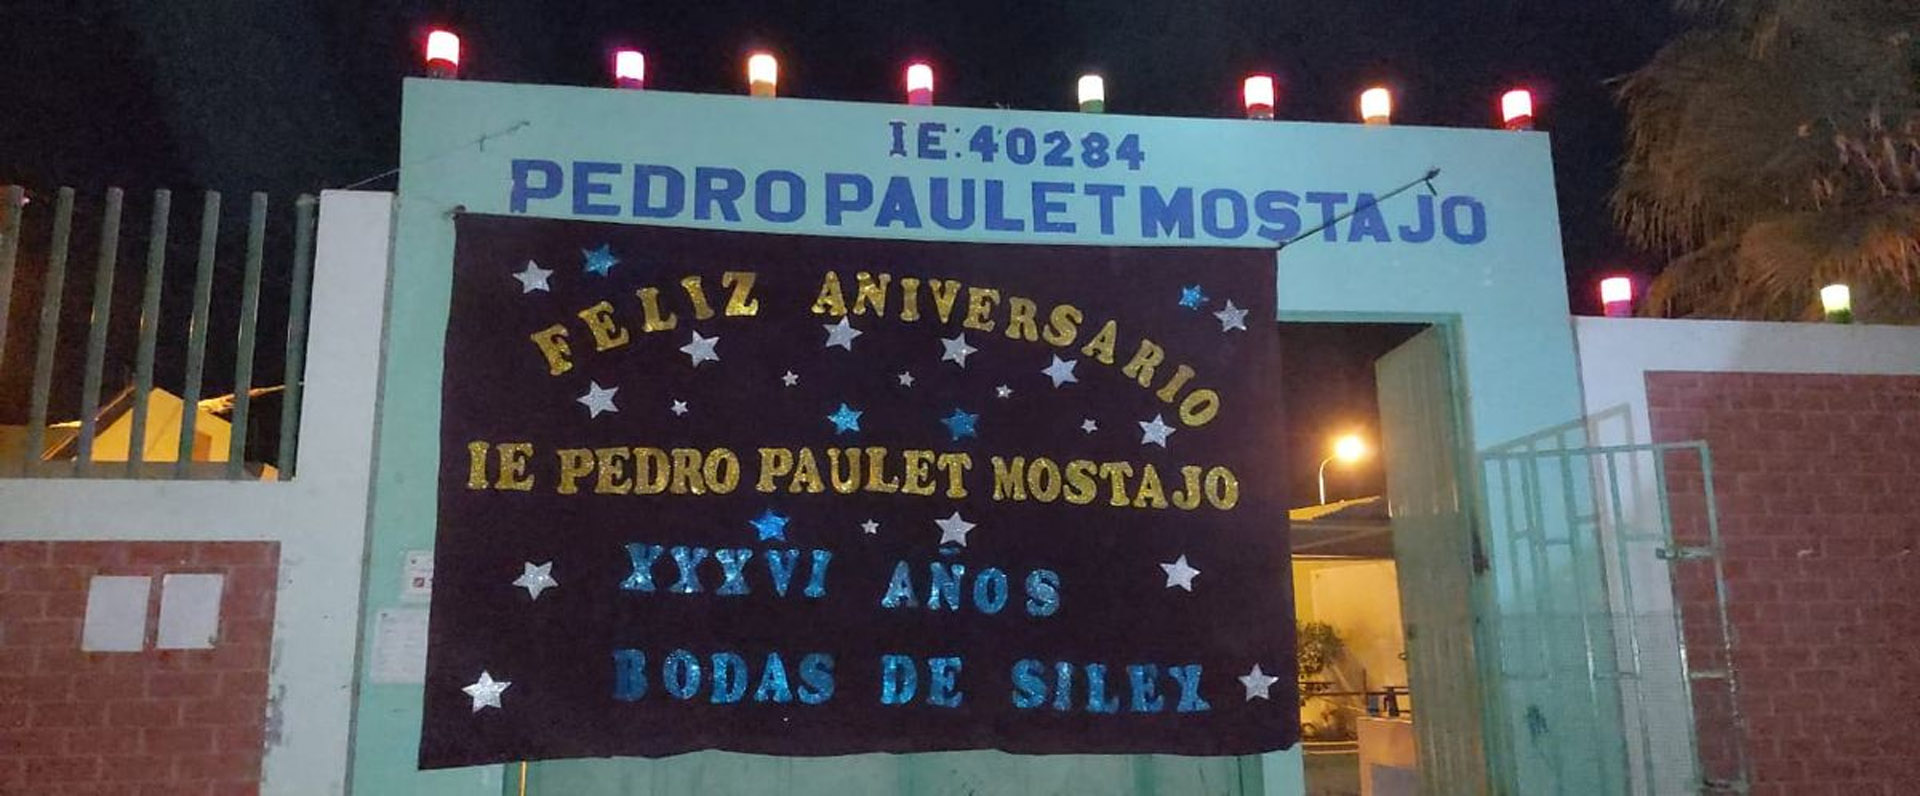 IE:40284
PEDRO PAULET MOSTAJO
FELIZ ANIVERSARIO
IE PEDRO PAULET MOSTAJO
XXXVI AÑOS
BODAS DE SILEX